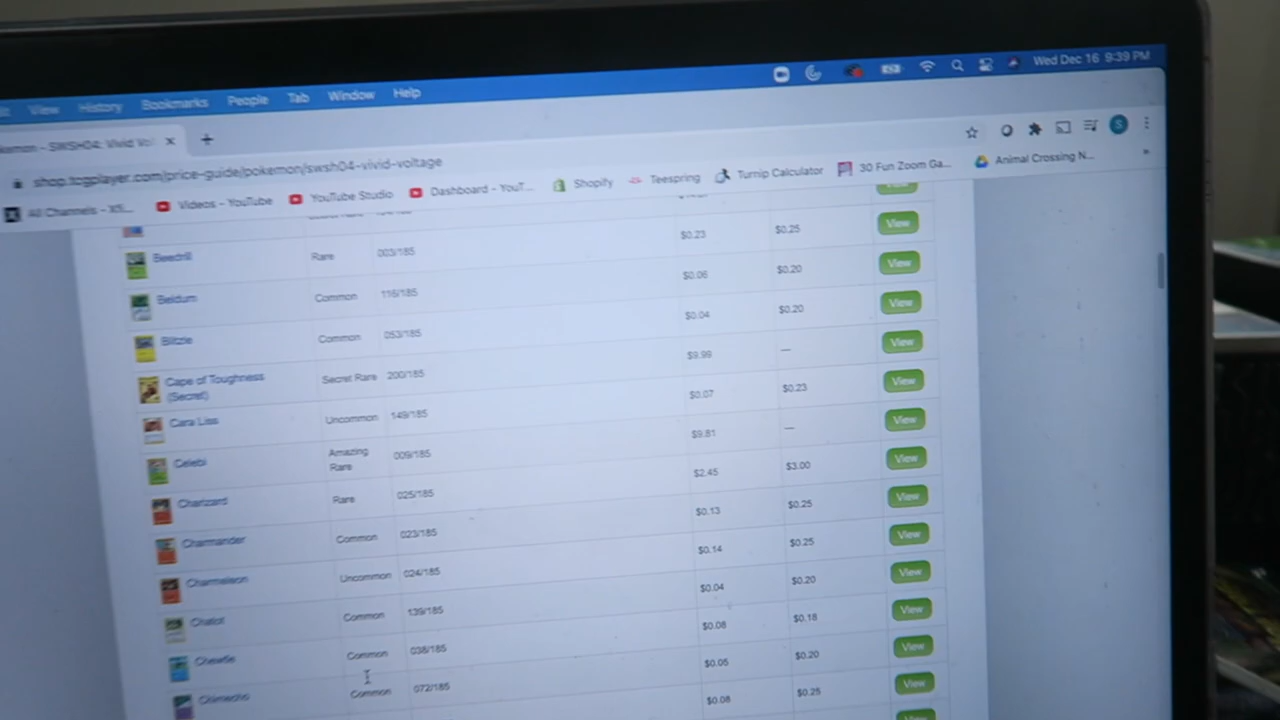 View History Bookmarks People Tab Window Help Wed Dec 16 9:39 PM
shop.tcgplayer.com/price-guide/pokemon/swsh04-vivid-voltage
All Channels - Videos - YouTube YouTube Studio Dashboard - YouT... Shopify Teespring Turnip Calculator 30 Fun Zoom Ga... Animal Crossing N...
Beedrill Rare 003/185 $0.23 $0.25 View
Beldum Common 116/185 $0.06 $0.20 View
Blitzle Common 053/185 $0.04 $0.20 View
Cape of Toughness Secret Rare 200/185 $9.99 — View
(Secret)
Cara Liss Uncommon 149/185 $0.07 $0.23 View
Celebi Amazing 009/185 $9.81 — View
Rare
Charizard Rare 025/185 $2.45 $3.00 View
Charmander Common 023/185 $0.13 $0.25 View
Charmeleon Uncommon 024/185 $0.14 $0.25 View
Chatot Common 139/185 $0.04 $0.20 View
Chewtle Common 038/185 $0.08 $0.18 View
Chimecho Common 072/185 $0.05 $0.20 View
$0.08 $0.25 View